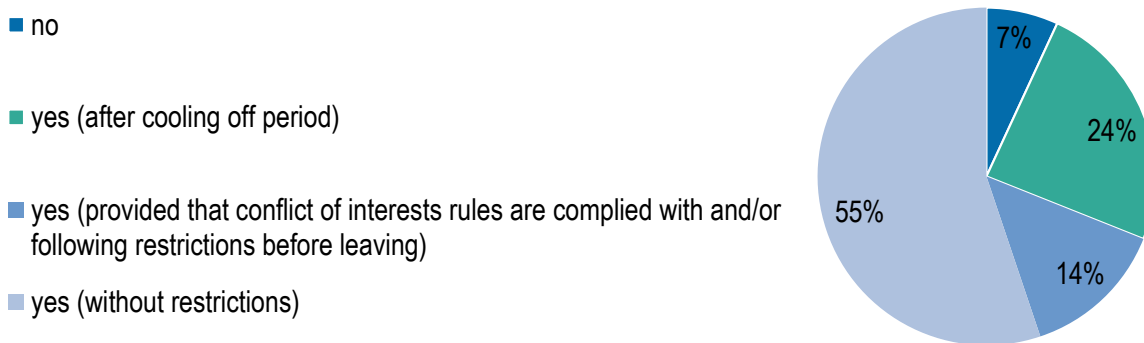 no
yes (after cooling off period)
yes (provided that conflict of interests rules are complied with and/or
following restrictions before leaving)
yes (without restrictions)
7%
24%
14%
55%